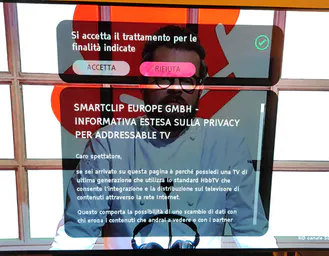 Si accetta il trattamento per le
finalità indicate
ACCETTA
RIFIUTA
SMARTCLIP EUROPE GMBH -
INFORMATIVA ESTESA SULLA PRIVACY
PER ADDRESSABLE TV
Caro spettatore,
se sei arrivato su questa pagina è perché possiedi una TV di
ultima generazione che utilizza lo standard HbbTV che
consente l'integrazione e la distribuzione sul televisore di
contenuti attraverso la rete Internet.
Questo comporta la possibilità di uno scambio di dati con
chi eroga i contenuti che andrai a vedere o con i partner